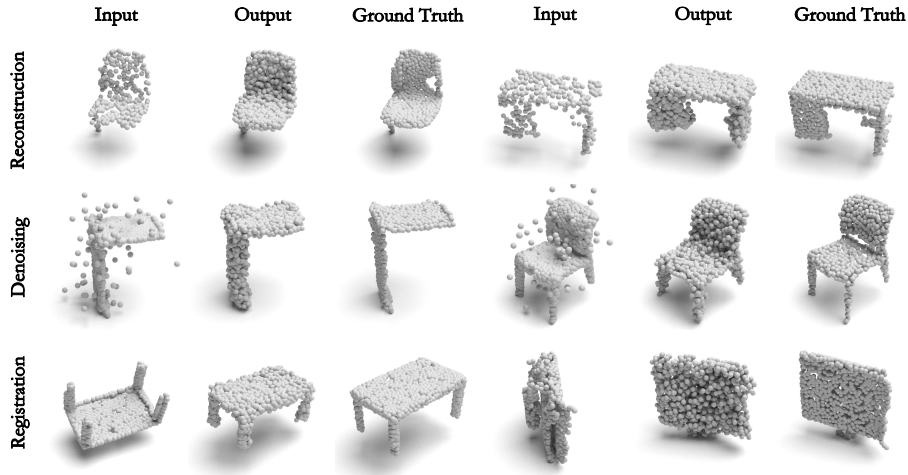 Input Output Ground Truth Input Output Ground Truth
Reconstruction
Denoising
Registration